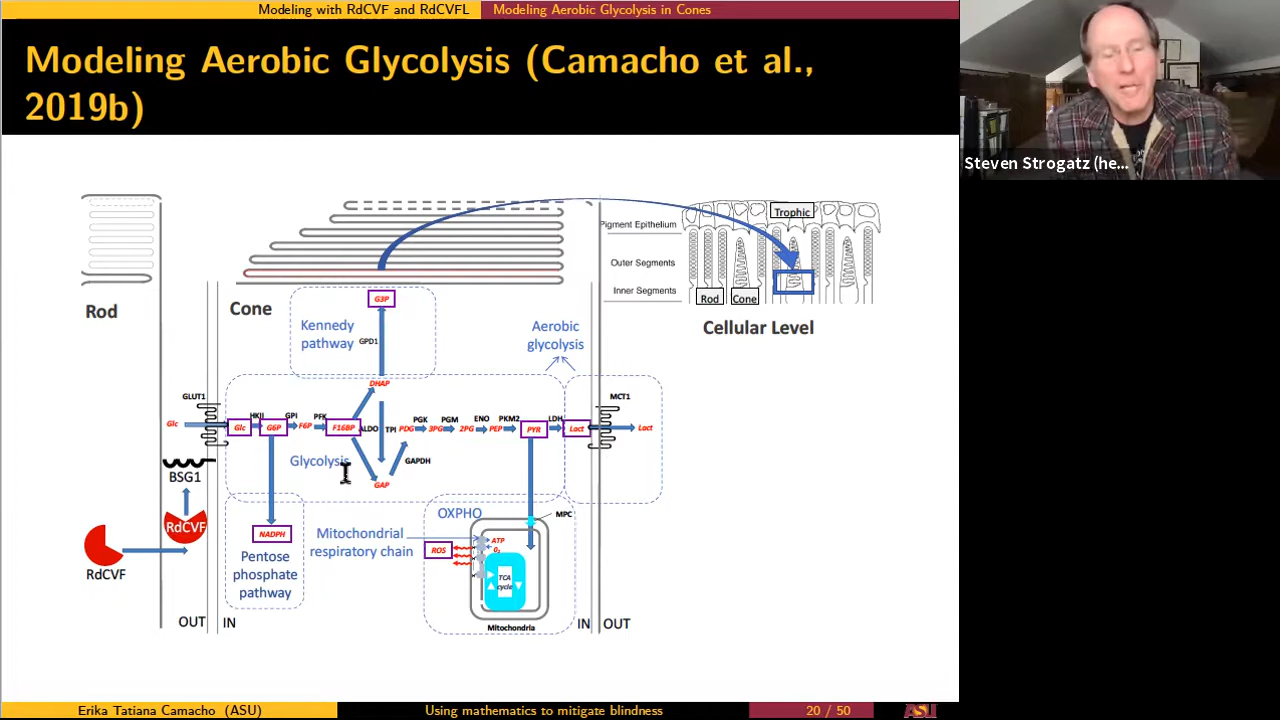 Modeling with RdCVF and RdCVFL
Modeling Aerobic Glycolysis in Cones
Modeling Aerobic Glycolysis (Camacho et al.,
2019b)
Steven Strogatz (he...
Rod
Cone
Pigment Epithelium
Outer Segments
Inner Segments
Trophic
Rod
Cone
Cellular Level
G3P
Kennedy
pathway
GPD1
Aerobic
glycolysis
DHAP
GLUT1
MCT1
Glc
Glc
HKII
G6P
GPI
F6P
PFK
F16BP
ALDO
TPI
PDG
PGK
3PG
PGM
2PG
ENO
PEP
PKM2
PYR
LDH
Lact
Lact
Glycolysis
GAPDH
GAP
BSG1
RdCVF
RdCVF
NADPH
Pentose
phosphate
pathway
Mitochondrial
respiratory chain
OXPHO
MPC
ROS
ATP
O₂
TCA
cycle
Mitochondria
OUT
IN
IN
OUT
Erika Tatiana Camacho (ASU)
Using mathematics to mitigate blindness
20 / 50
ASU